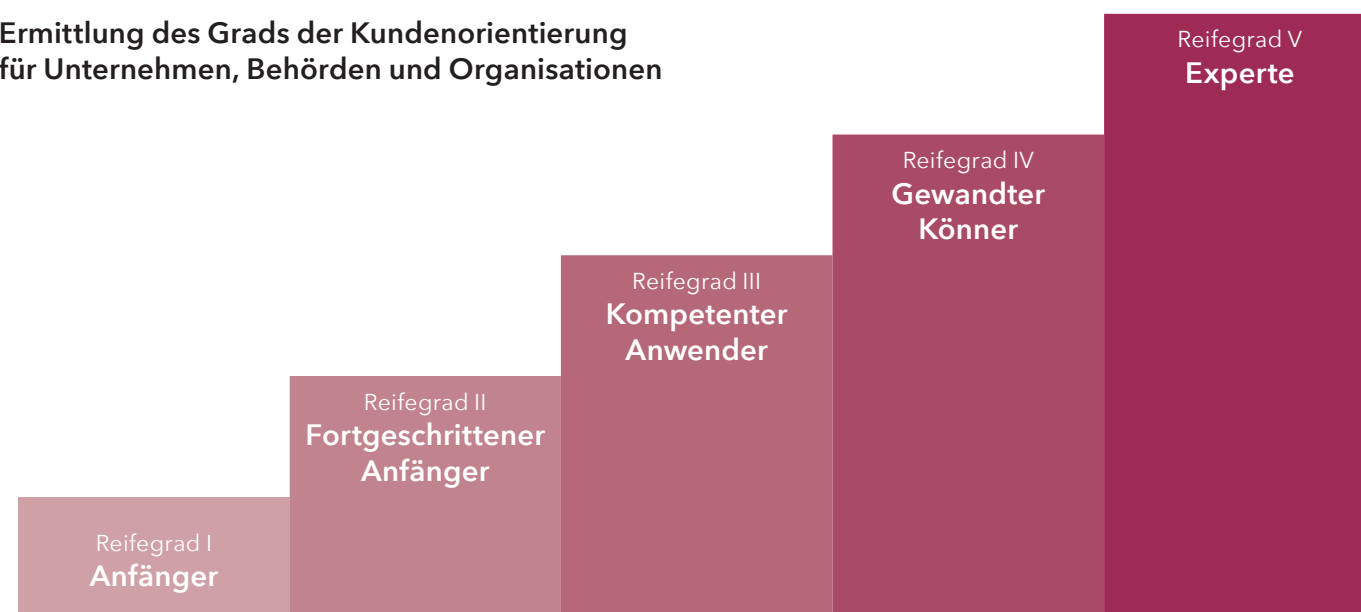 Ermittlung des Grads der Kundenorientierung
für Unternehmen, Behörden und Organisationen
Reifegrad I
Anfänger
Reifegrad II
Fortgeschrittener
Anfänger
Reifegrad III
Kompetenter
Anwender
Reifegrad IV
Gewandter
Könner
Reifegrad V
Experte